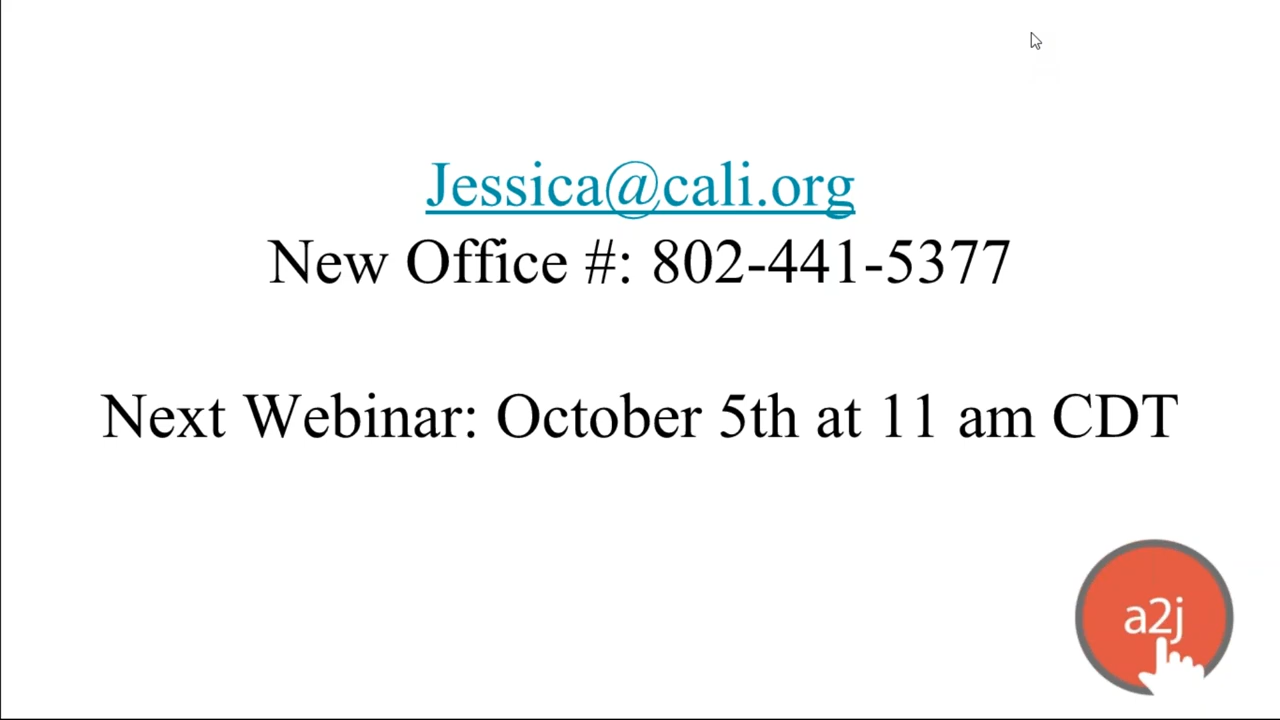 Jessica@cali.org
New Office #: 802-441-5377
Next Webinar: October 5th at 11 am CDT
a2j